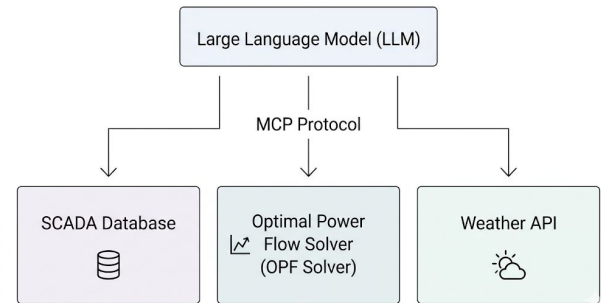 Large Language Model (LLM)
MCP Protocol
SCADA Database
Optimal Power
Flow Solver
(OPF Solver)
Weather API